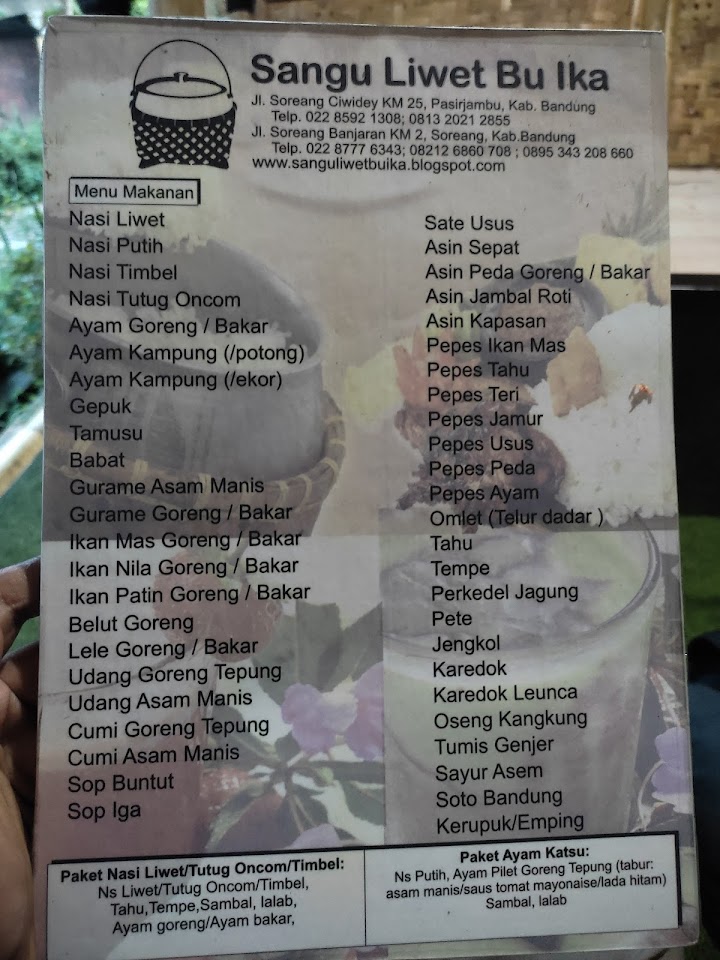 Sangu Liwet Bu Ika
Jl. Soreang Ciwidey KM 25, Pasirjambu, Kab. Bandung
Telp. 022 8592 1308; 0813 2021 2855
Jl. Soreang Banjaran KM 2, Soreang, Kab.Bandung
Telp. 022 8777 6343; 08212 6860 708 ; 0895 343 208 660
www.sanguliwetbuika.blogspot.com
Menu Makanan
Nasi Liwet
Nasi Putih
Nasi Timbel
Nasi Tutug Oncom
Ayam Goreng / Bakar
Ayam Kampung (/potong)
Ayam Kampung (/ekor)
Gepuk
Tamusu
Babat
Gurame Asam Manis
Gurame Goreng / Bakar
Ikan Mas Goreng / Bakar
Ikan Nila Goreng / Bakar
Ikan Patin Goreng / Bakar
Belut Goreng
Lele Goreng / Bakar
Udang Goreng Tepung
Udang Asam Manis
Cumi Goreng Tepung
Cumi Asam Manis
Sop Buntut
Sop Iga
Sate Usus
Asin Sepat
Asin Peda Goreng / Bakar
Asin Jambal Roti
Asin Kapasan
Pepes Ikan Mas
Pepes Tahu
Pepes Teri
Pepes Jamur
Pepes Usus
Pepes Peda
Pepes Ayam
Omlet (Telur dadar )
Tahu
Tempe
Perkedel Jagung
Pete
Jengkol
Karedok
Karedok Leunca
Oseng Kangkung
Tumis Genjer
Sayur Asem
Soto Bandung
Kerupuk/Emping
Paket Nasi Liwet/Tutug Oncom/Timbel:
Ns Liwet/Tutug Oncom/Timbel,
Tahu,Tempe,Sambal, lalab,
Ayam goreng/Ayam bakar,
Paket Ayam Katsu:
Ns Putih, Ayam Pilet Goreng Tepung (tabur:
asam manis/saus tomat mayonaise/lada hitam)
Sambal, lalab